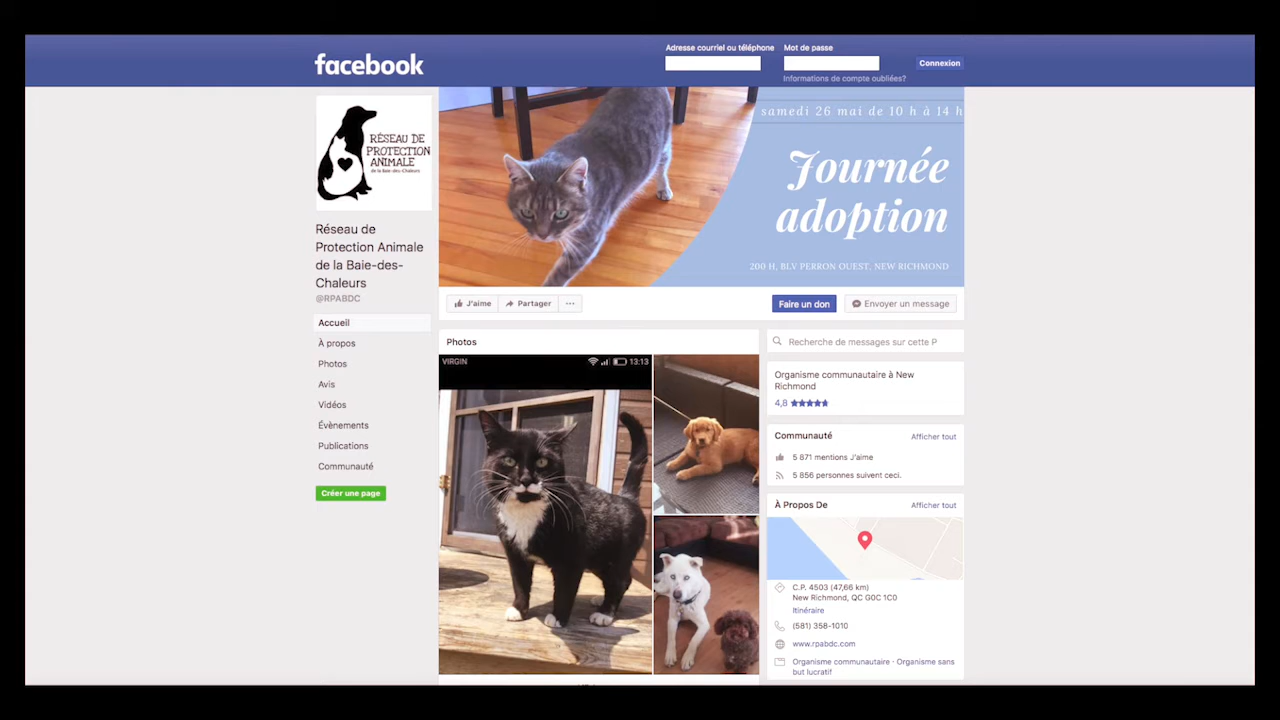 facebook
Adresse courriel ou téléphone
Mot de passe
Informations de compte oubliées?
Connexion
RÉSEAU DE
PROTECTION
ANIMALE
de la Baie-des-Chaleurs
Réseau de
Protection Animale
de la Baie-des-
Chaleurs
@RPABDC
Accueil
À propos
Photos
Avis
Vidéos
Évènements
Publications
Communauté
Créer une page
samedi 26 mai de 10 h à 14 h
Journée
adoption
200 H, BLV PERRON OUEST, NEW RICHMOND
J'aime
Partager
Faire un don
Envoyer un message
Photos
VIRGIN
13:13
Recherche de messages sur cette P
Organisme communautaire à New
Richmond
4,8
Communauté
Afficher tout
5 871 mentions J'aime
5 856 personnes suivent ceci.
À Propos De
Afficher tout
C.P. 4503 (47,66 km)
New Richmond, QC G0C 1C0
Itinéraire
(581) 358-1010
www.rpabdc.com
Organisme communautaire · Organisme sans
but lucratif